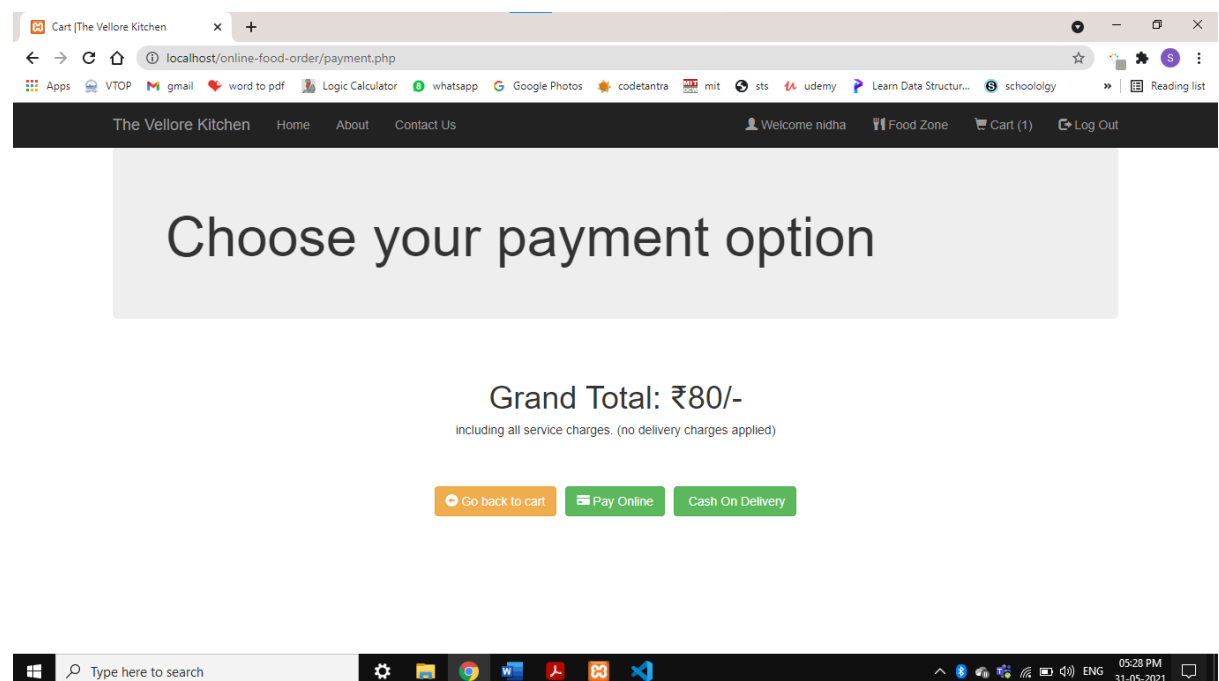 Cart |The Vellore Kitchen
localhost/online-food-order/payment.php
Apps VTOP gmail word to pdf Logic Calculator whatsapp Google Photos codetantra mit sts udemy Learn Data Structur... schoololgy » Reading list
The Vellore Kitchen Home About Contact Us Welcome nidha Food Zone Cart (1) Log Out
Choose your payment option
Grand Total: ₹80/-
including all service charges. (no delivery charges applied)
Go back to cart Pay Online Cash On Delivery
Type here to search ENG 05:28 PM
31-05-2021